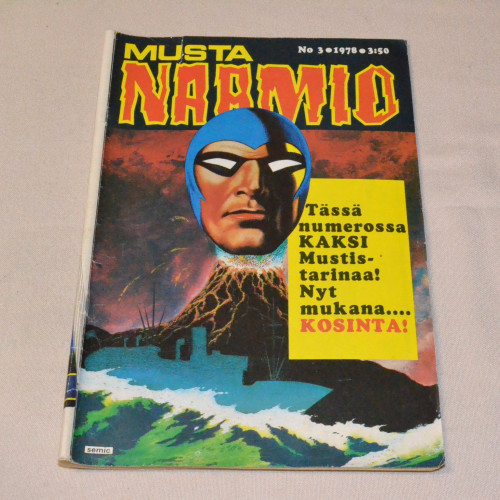 MUSTA
No 3 • 1978 • 3:50
NAAMIO
Tässä
numerossa
KAKSI
Mustis-
tarinaa!
Nyt
mukana....
KOSINTA!
semic